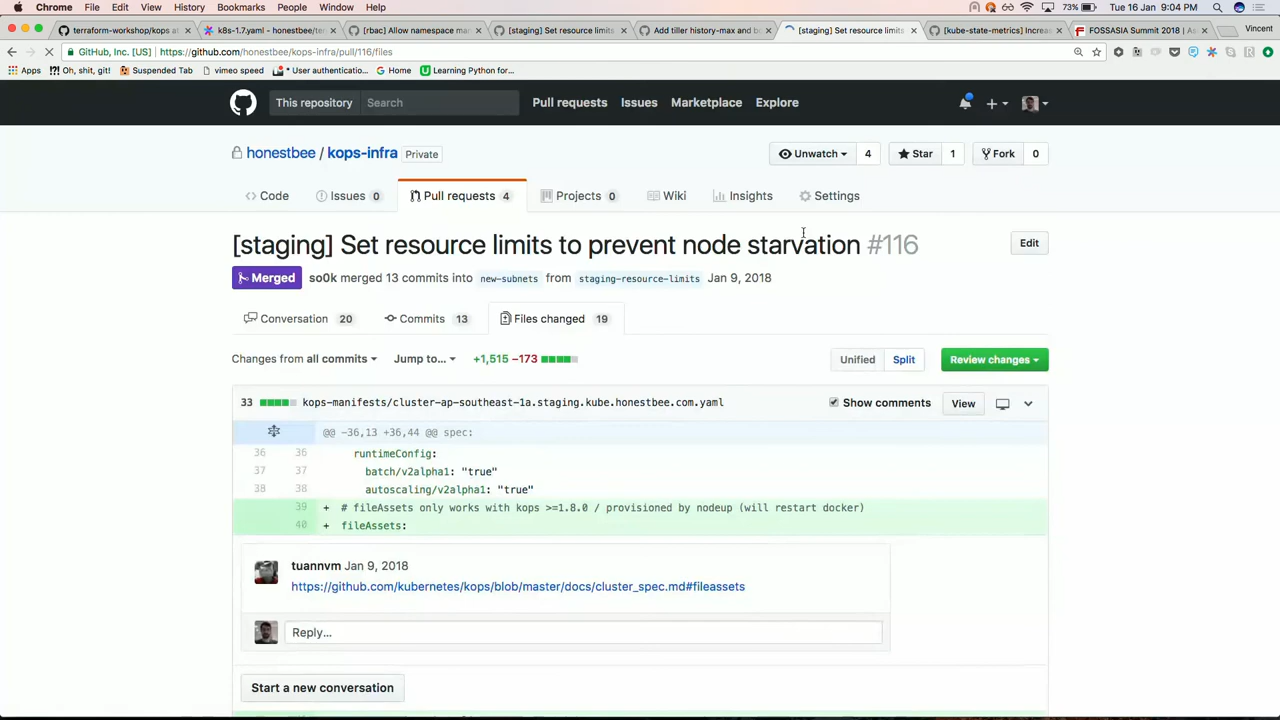 Chrome File Edit View History Bookmarks People Window Help 73% Tue 16 Jan 9:04 PM
terraform-workshop/kops at k8s-1.7.yaml - honestbee/terr [rbac] Allow namespace ma [staging] Set resource limits Add tiller history-max and b [staging] Set resource limits [kube-state-metrics] Increas FOSSASIA Summit 2018 | As Vincent
GitHub, Inc. [US] https://github.com/honestbee/kops-infra/pull/116/files
Apps ?!? Oh, shit, git! Suspended Tab vimeo speed * User authenticatio... Home Learning Python for...
This repository Search Pull requests Issues Marketplace Explore
honestbee / kops-infra Private Unwatch 4 Star 1 Fork 0
Code Issues 0 Pull requests 4 Projects 0 Wiki Insights Settings
[staging] Set resource limits to prevent node starvation #116 Edit
Merged so0k merged 13 commits into new-subnets from staging-resource-limits Jan 9, 2018
Conversation 20 Commits 13 Files changed 19
Changes from all commits Jump to... +1,515 −173 Unified Split Review changes
33 kops-manifests/cluster-ap-southeast-1a.staging.kube.honestbee.com.yaml Show comments View
@@ -36,13 +36,44 @@ spec:
36 36 runtimeConfig:
37 37 batch/v2alpha1: "true"
38 38 autoscaling/v2alpha1: "true"
39 + # fileAssets only works with kops >=1.8.0 / provisioned by nodeup (will restart docker)
40 + fileAssets:
tuannvm Jan 9, 2018
https://github.com/kubernetes/kops/blob/master/docs/cluster_spec.md#fileassets
Reply...
Start a new conversation